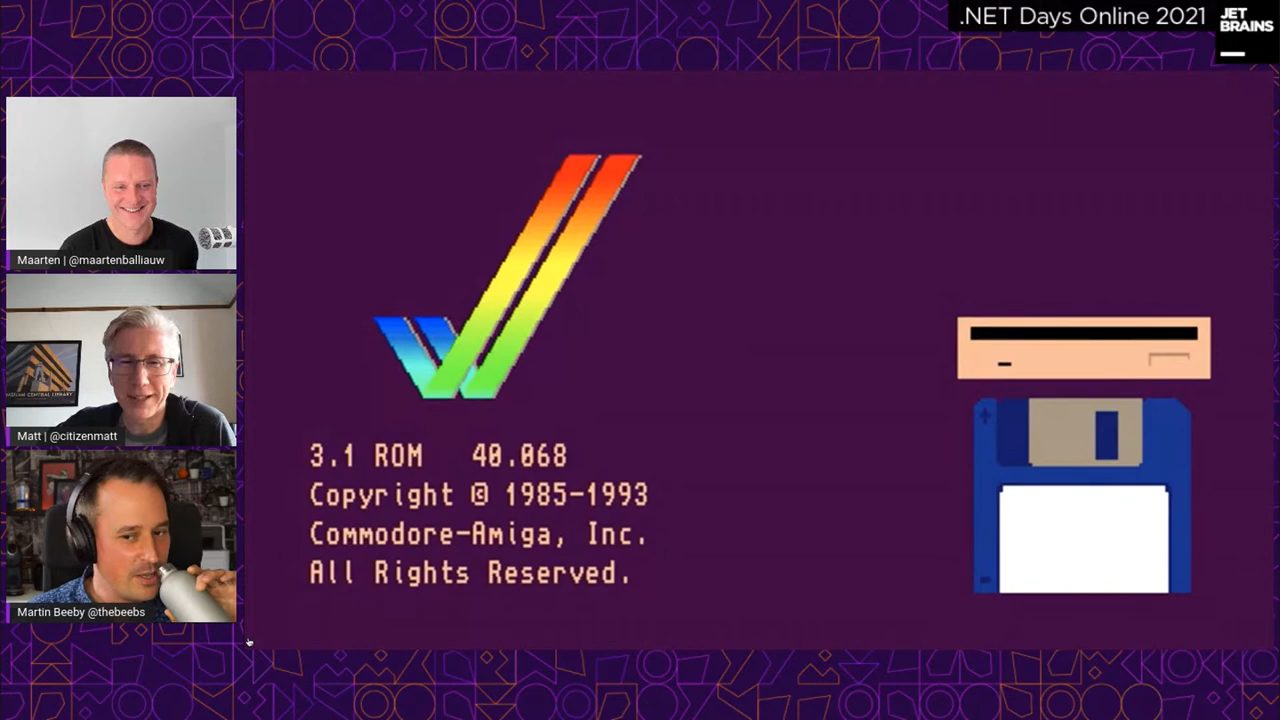 .NET Days Online 2021
JET
BRAINS
Maarten | @maartenballiauw
Matt | @citizenmatt
Martin Beeby @thebeebs
3.1 ROM 40.068
Copyright © 1985-1993
Commodore-Amiga, Inc.
All Rights Reserved.